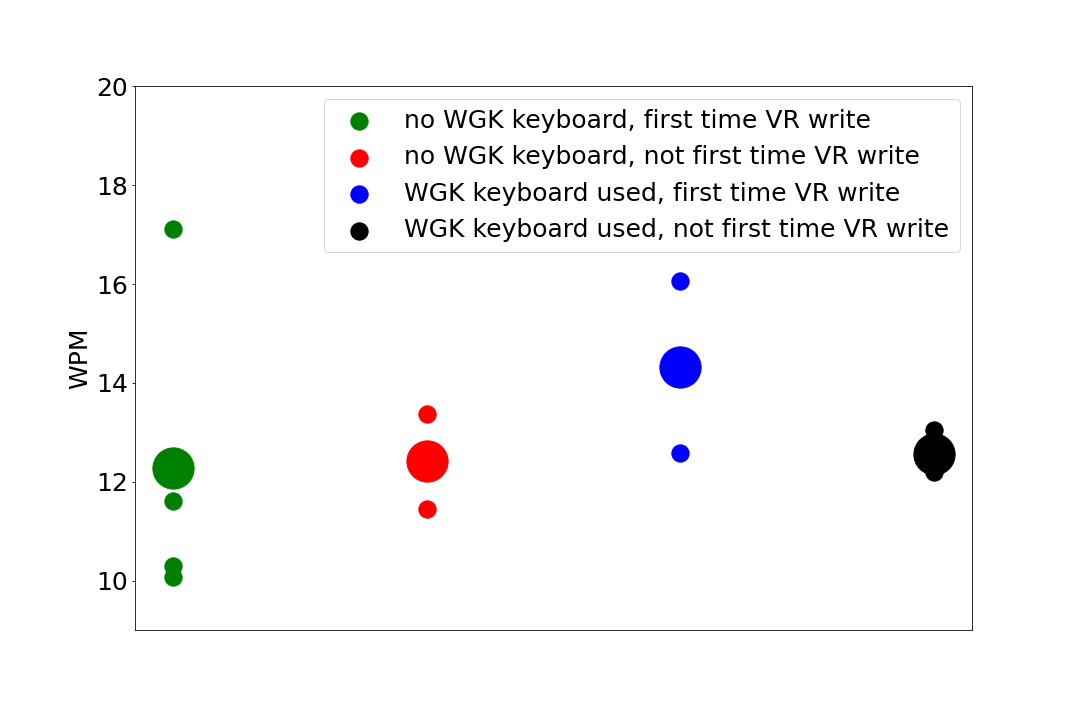 20
18
16
14
12
10
WPM
no WGK keyboard, first time VR write
no WGK keyboard, not first time VR write
WGK keyboard used, first time VR write
WGK keyboard used, not first time VR write